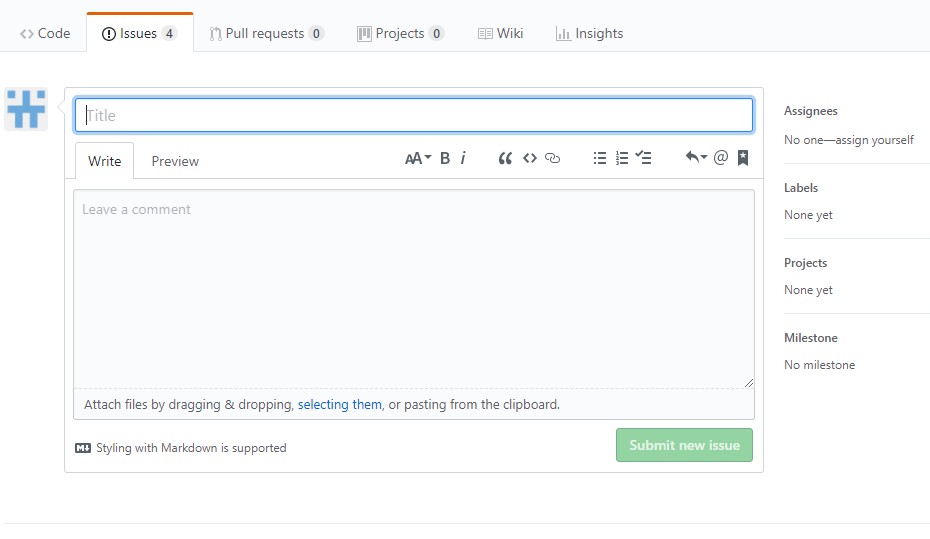 Code Issues 4 Pull requests 0 Projects 0 Wiki Insights
Title
Write Preview AA B i
Leave a comment
Attach files by dragging & dropping, selecting them, or pasting from the clipboard.
Styling with Markdown is supported
Submit new issue
Assignees
No one—assign yourself
Labels
None yet
Projects
None yet
Milestone
No milestone